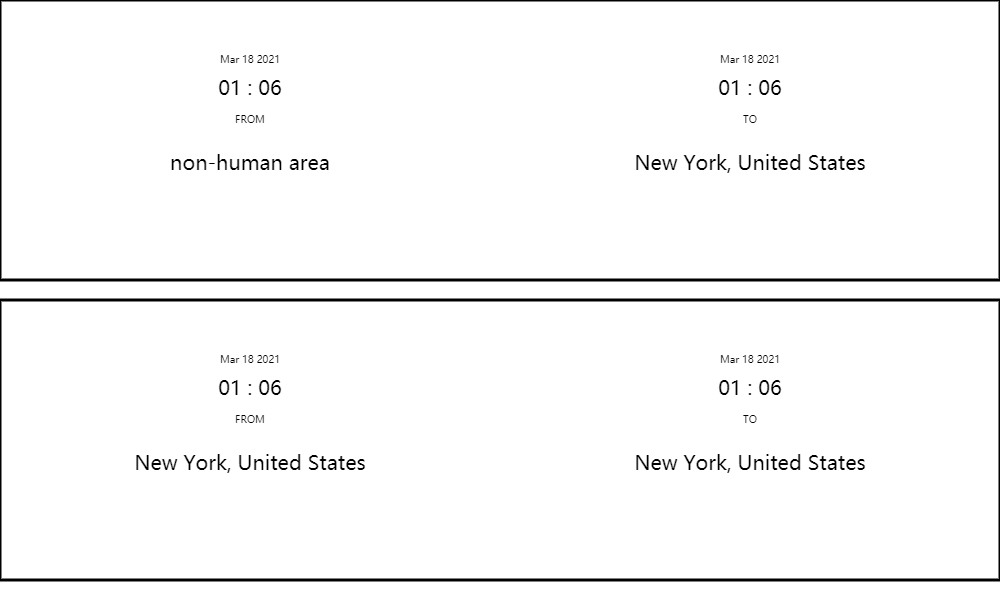 Mar 18 2021
01 : 06
FROM
non-human area
Mar 18 2021
01 : 06
TO
New York, United States
Mar 18 2021
01 : 06
FROM
New York, United States
Mar 18 2021
01 : 06
TO
New York, United States